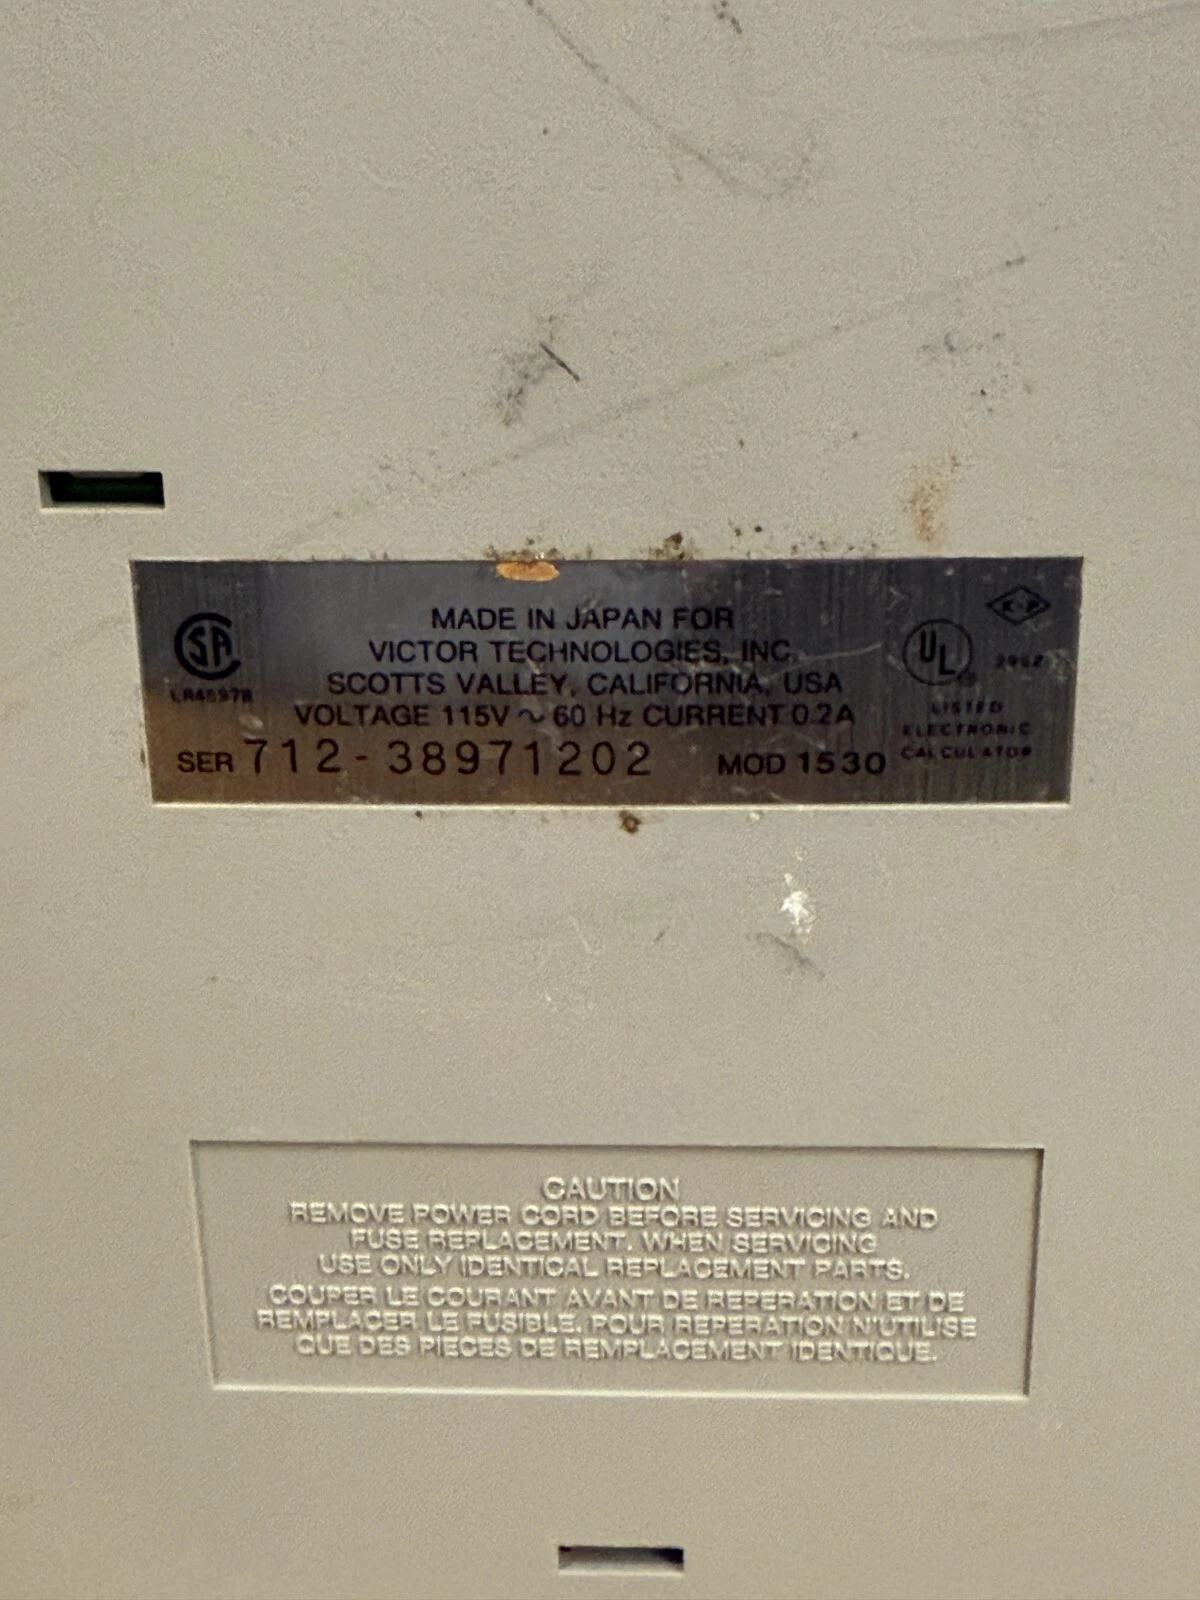 MADE IN JAPAN FOR
VICTOR TECHNOLOGIES, INC.
SCOTTS VALLEY, CALIFORNIA, USA
VOLTAGE 115V ~ 60 Hz CURRENT 0.2A
SER 712-38971202 MOD 1530
SA
UL
LISTED
ELECTRONIC
CALCULATOR
CAUTION
REMOVE POWER CORD BEFORE SERVICING AND
FUSE REPLACEMENT. WHEN SERVICING
USE ONLY IDENTICAL REPLACEMENT PARTS.
COUPER LE COURANT AVANT DE REPERATION ET DE
REMPLACER LE FUSIBLE. POUR REPERATION N'UTILISE
QUE DES PIECES DE REMPLACEMENT IDENTIQUE.